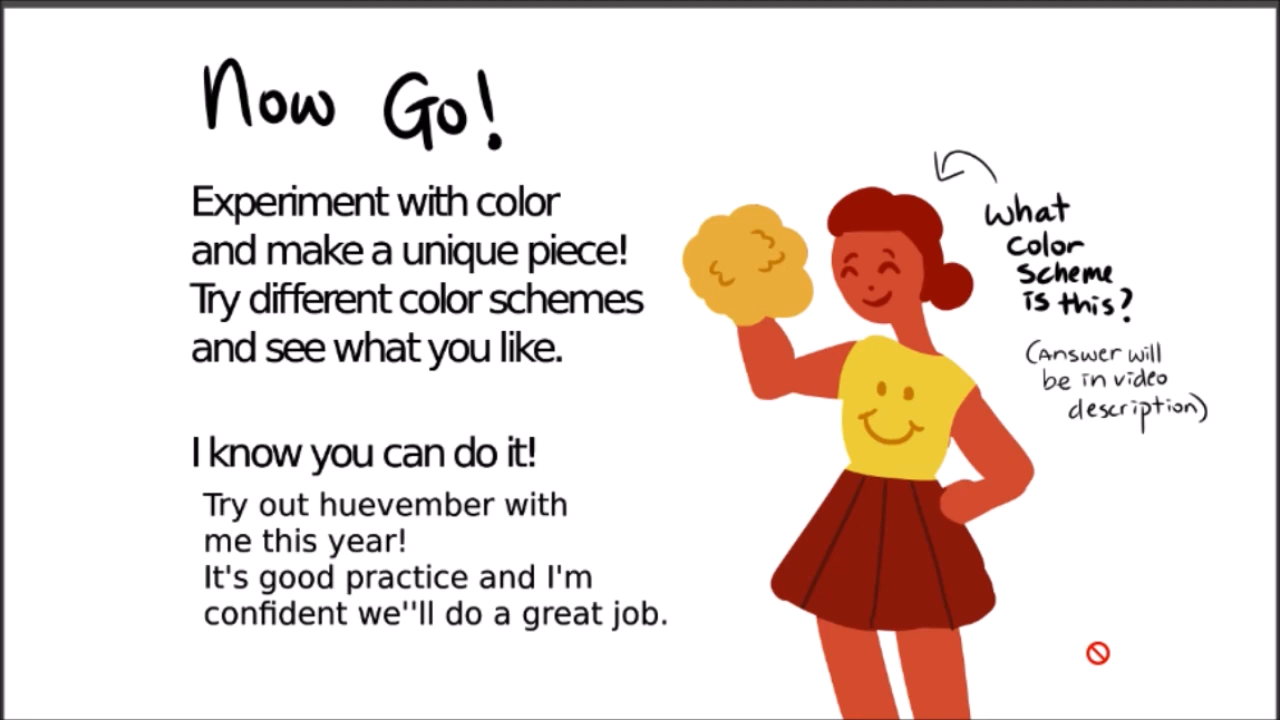 Now Go!
Experiment with color
and make a unique piece!
Try different color schemes
and see what you like.
I know you can do it!
Try out huevember with
me this year!
It's good practice and I'm
confident we''ll do a great job.
What
Color
Scheme
is this?
(Answer will
be in video
description)